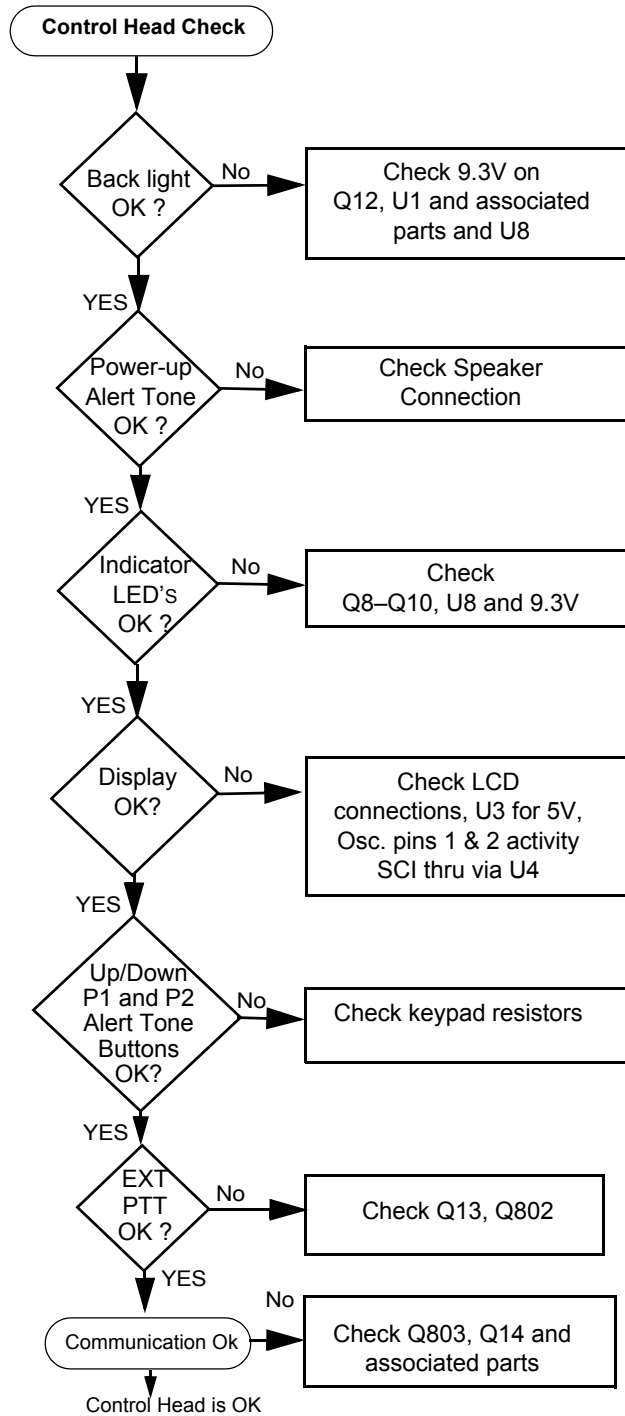 Control Head Check
Back light
OK ?
No
Check 9.3V on
Q12, U1 and associated
parts and U8
YES
Power-up
Alert Tone
OK ?
No
Check Speaker
Connection
YES
Indicator
LED'S
OK ?
No
Check
Q8–Q10, U8 and 9.3V
YES
Display
OK?
No
Check LCD
connections, U3 for 5V,
Osc. pins 1 & 2 activity
SCI thru via U4
YES
Up/Down
P1 and P2
Alert Tone
Buttons
OK?
No
Check keypad resistors
YES
EXT
PTT
OK ?
No
Check Q13, Q802
YES
Communication Ok
No
Check Q803, Q14 and
associated parts
Control Head is OK